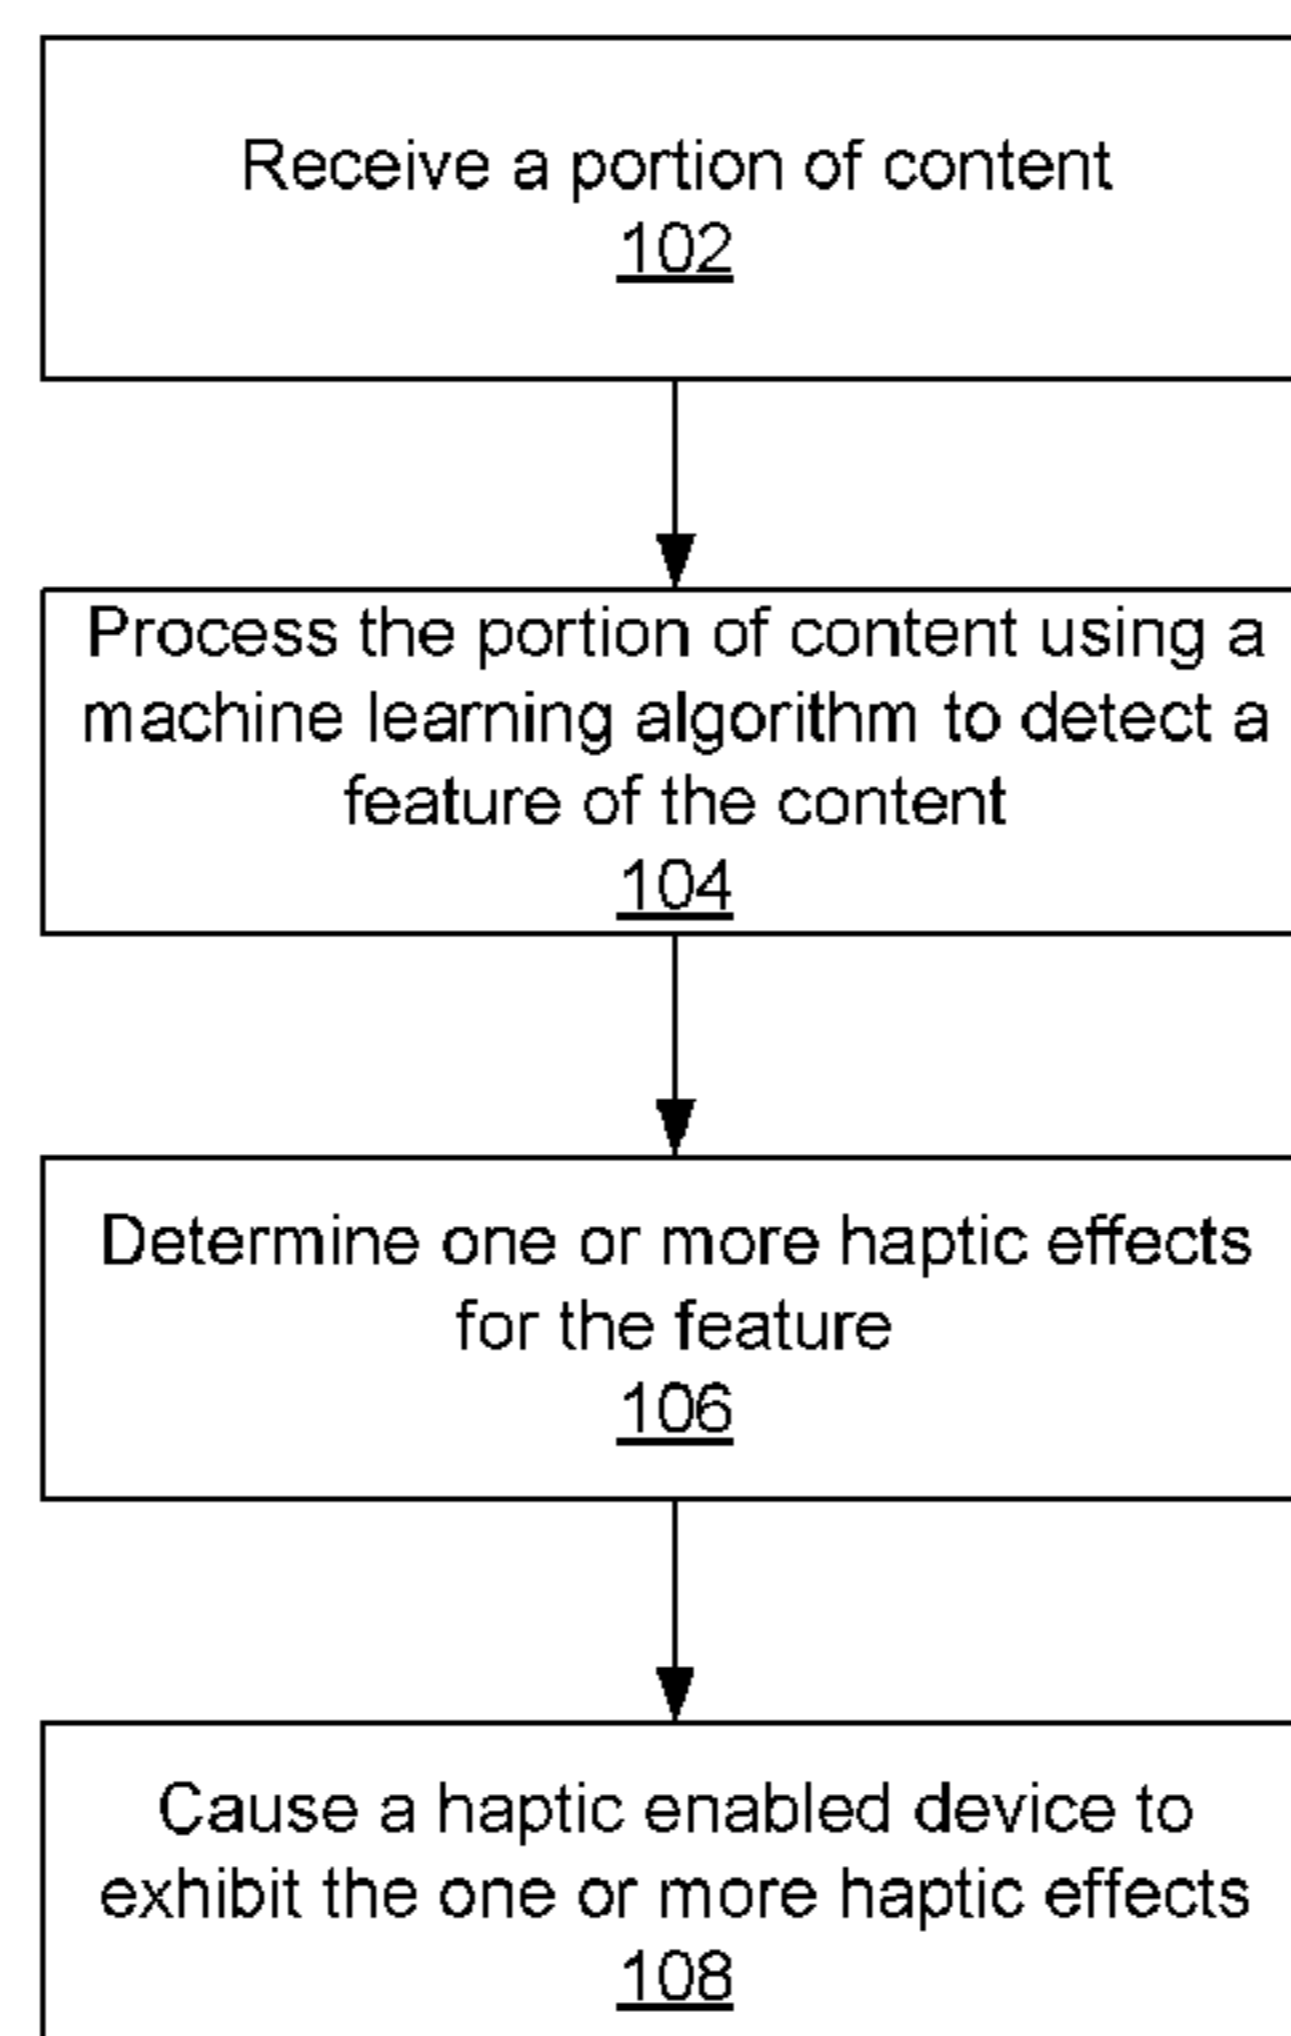 Receive a portion of content
102
Process the portion of content using a
machine learning algorithm to detect a
feature of the content
104
Determine one or more haptic effects
for the feature
106
Cause a haptic enabled device to
exhibit the one or more haptic effects
108